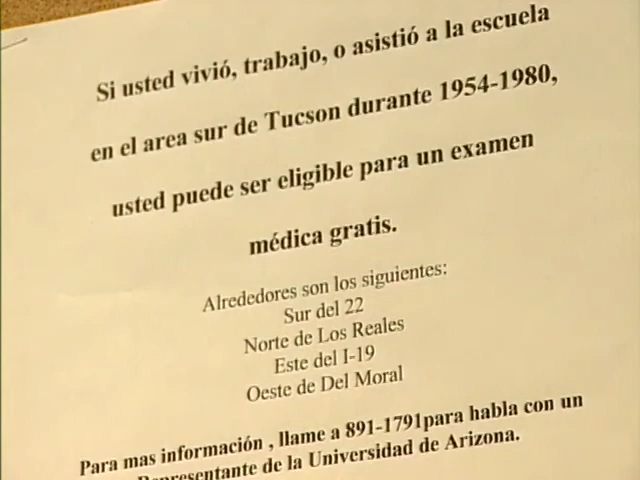 Si usted vivió, trabajo, o asistió a la escuela
en el area sur de Tucson durante 1954-1980,
usted puede ser eligible para un examen
médica gratis.
Alrededores son los siguientes:
Sur del 22
Norte de Los Reales
Este del I-19
Oeste de Del Moral
Para mas información , llame a 891-1791para habla con un
Representante de la Universidad de Arizona.